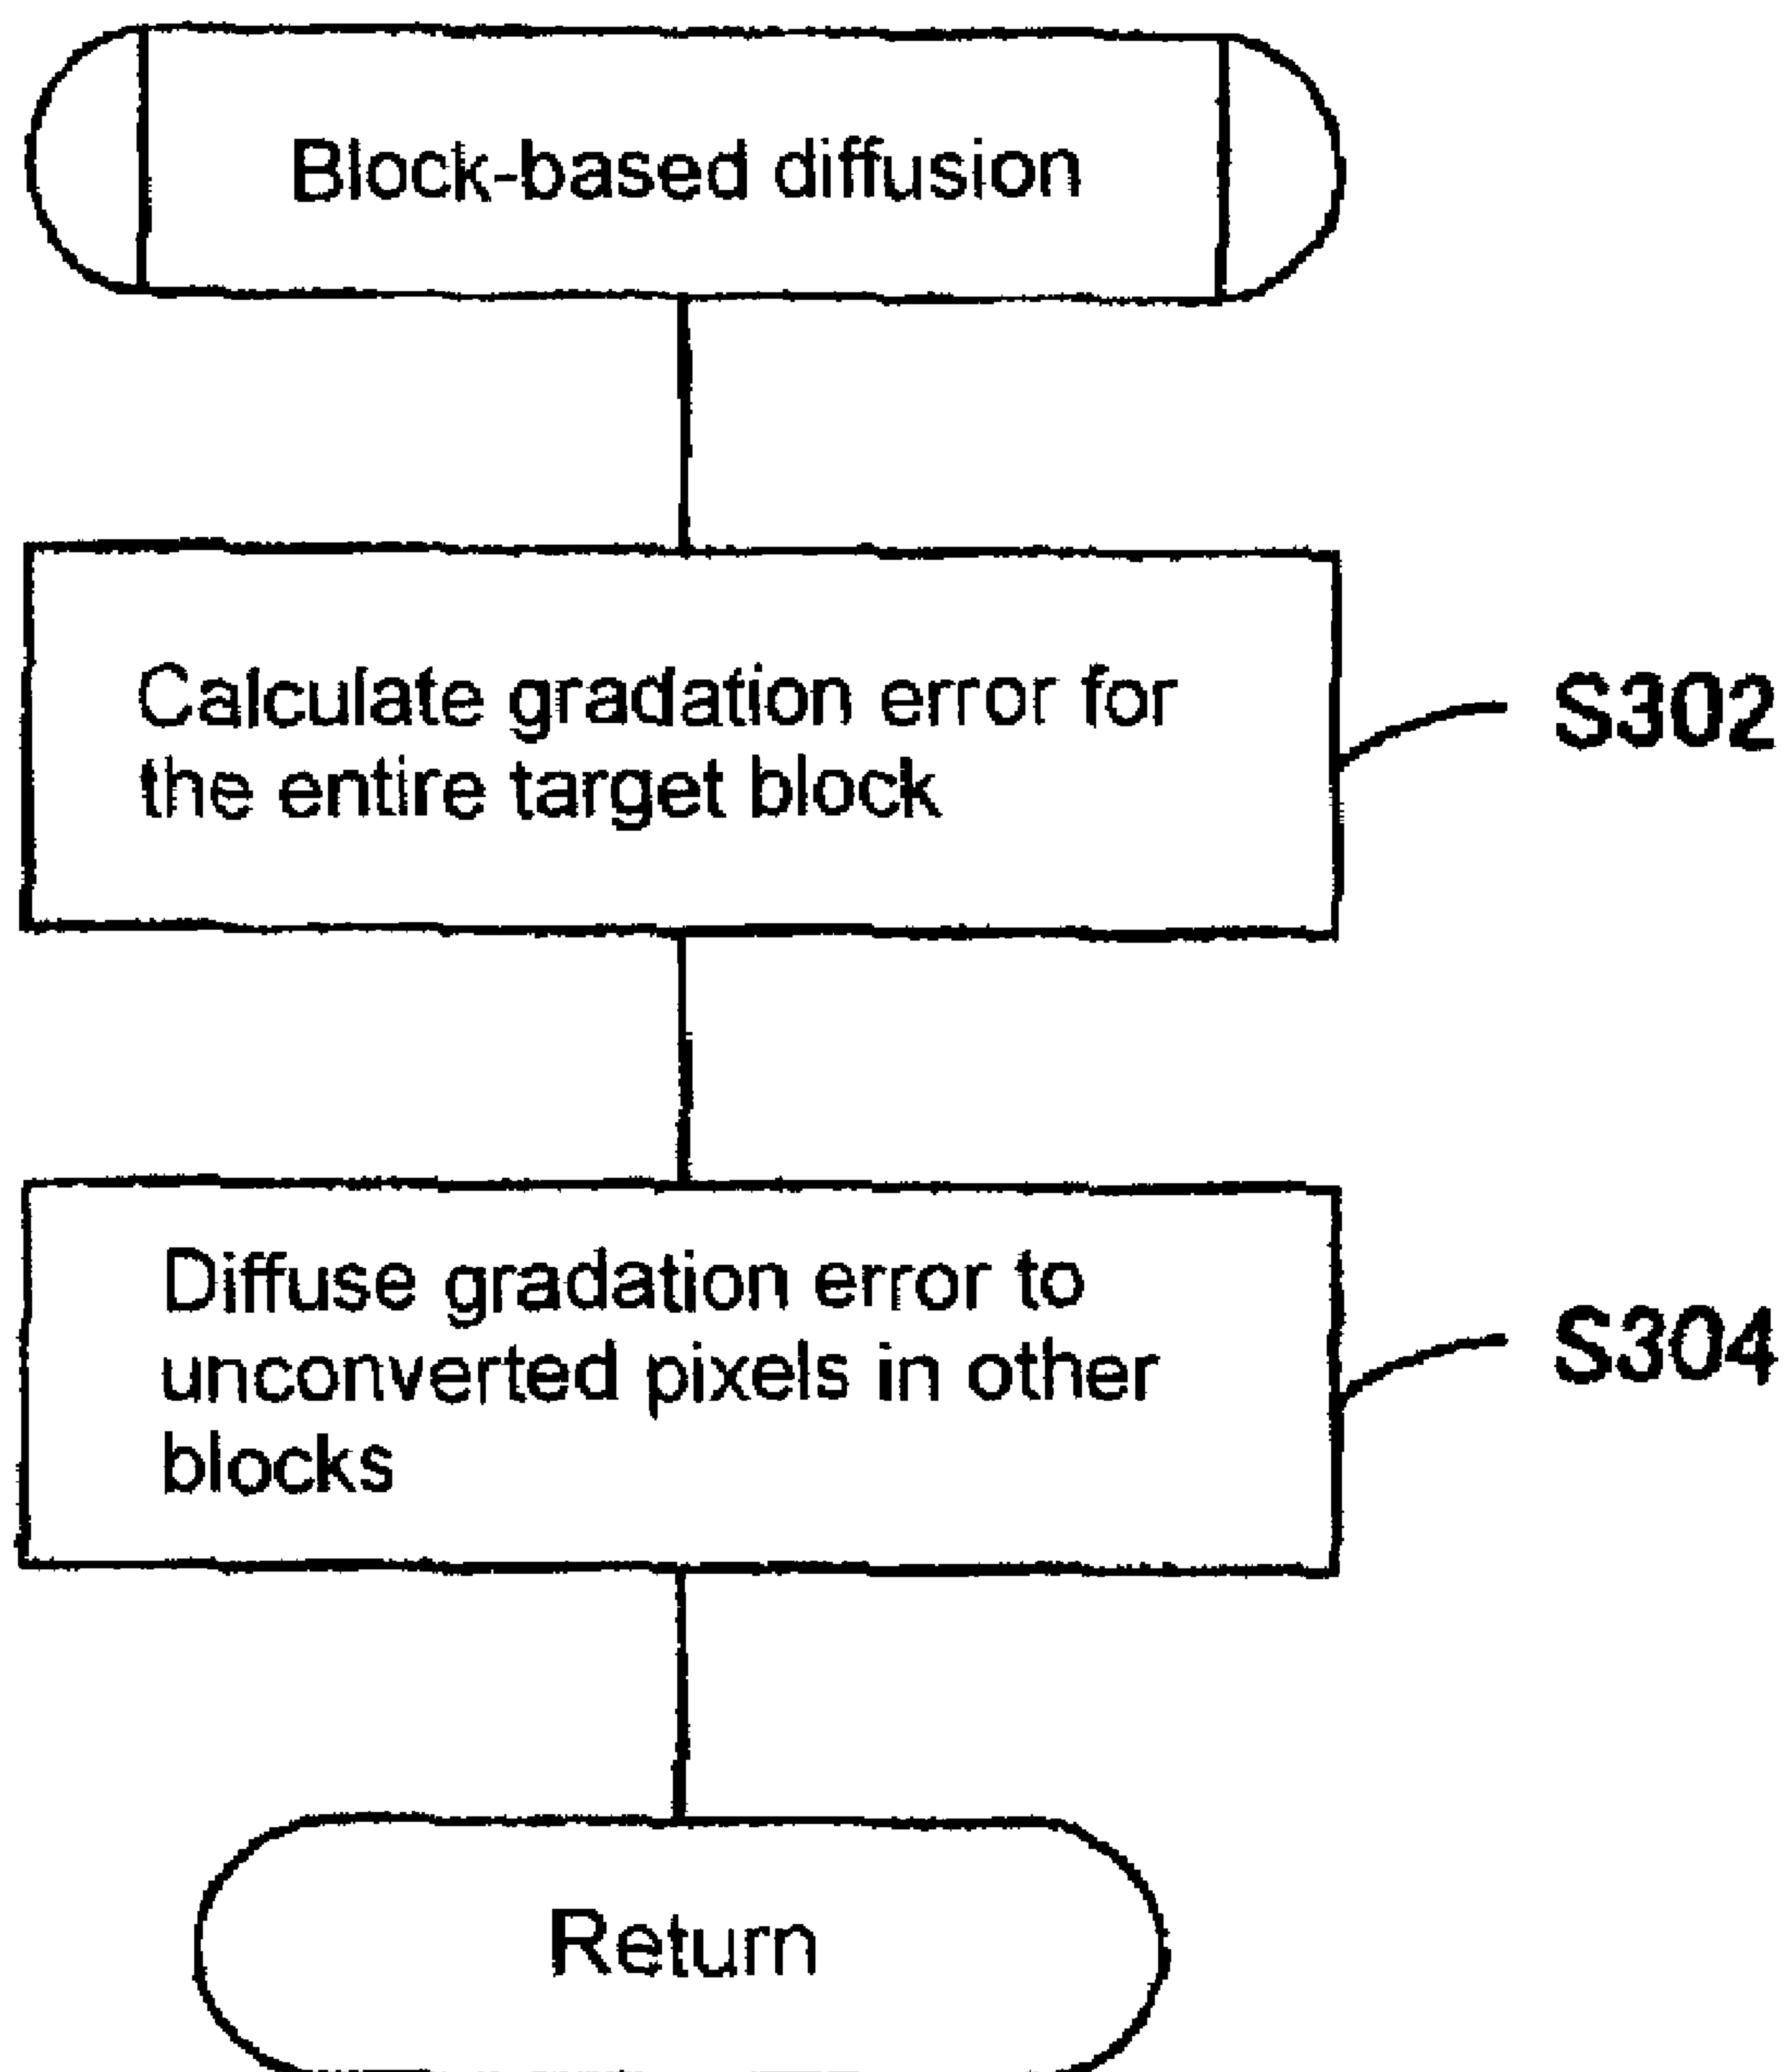 Block-based diffusion
Calculate gradation error for
the entire target block
S302
Diffuse gradation error to
unconverted pixels in other
blocks
S304
Return